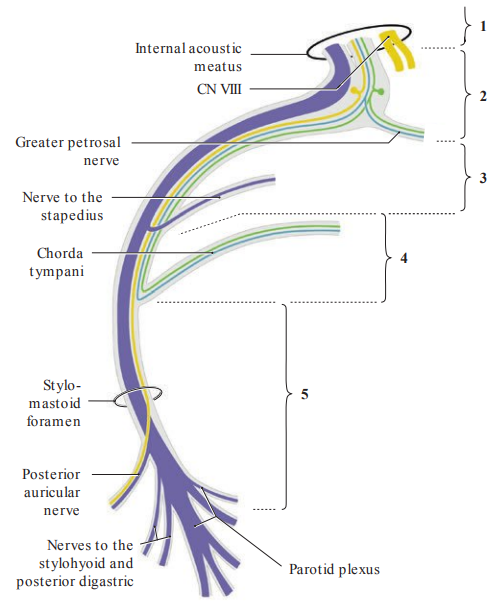 1
Internal acoustic
meatus
CN VIII
2
Greater petrosal
nerve
3
Nerve to the
stapedius
Chorda
tympani
4
5
Stylo-
mastoid
foramen
Posterior
auricular
nerve
Nerves to the
stylohyoid and
posterior digastric
Parotid plexus